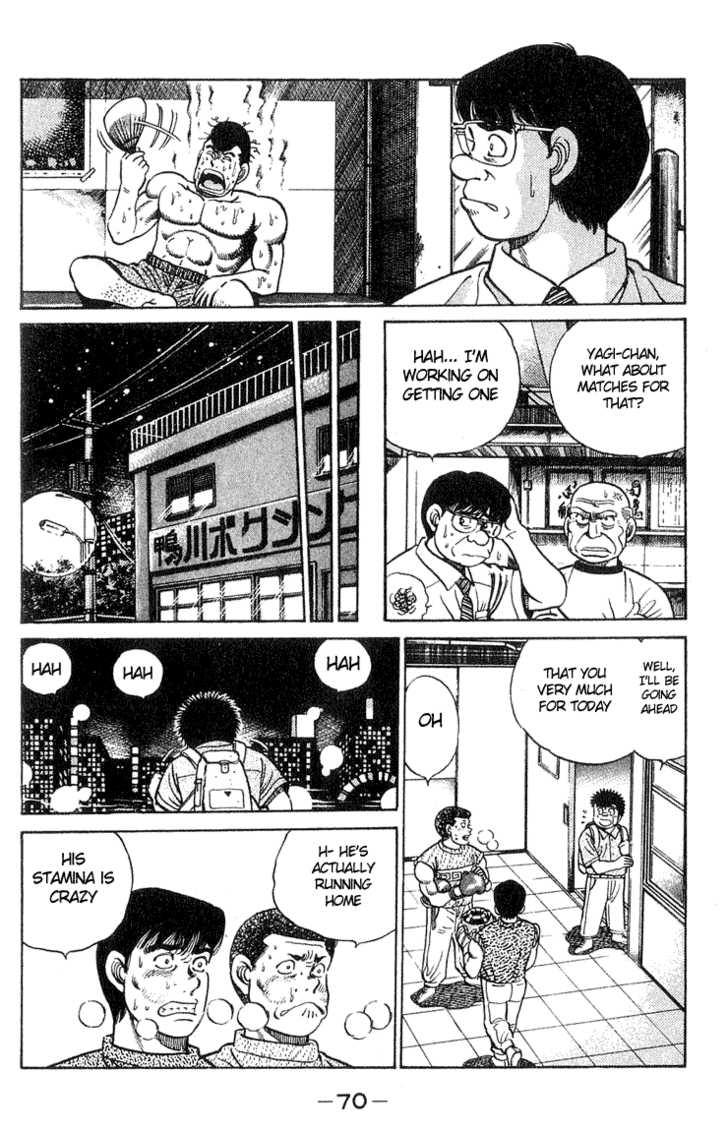 YAGI-CHAN,
WHAT ABOUT
MATCHES FOR
THAT?
HAH... I'M
WORKING ON
GETTING ONE
鴨川ボクシング
WELL,
I'LL BE
GOING
AHEAD
THAT YOU
VERY MUCH
FOR TODAY
OH
HAH
HAH
HAH
H- HE'S
ACTUALLY
RUNNING
HOME
HIS
STAMINA IS
CRAZY
—70—